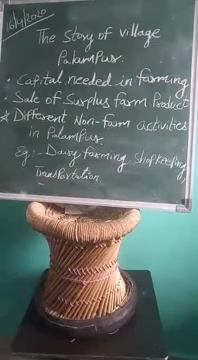 16/4/2020
The Story of village
Palampur
• Capital needed in farming
• Sale of Surplus farm Product
* Different Non-farm activities
in Palampur.
Eg:- Dairy farming, Shopkeeping,
Transportation